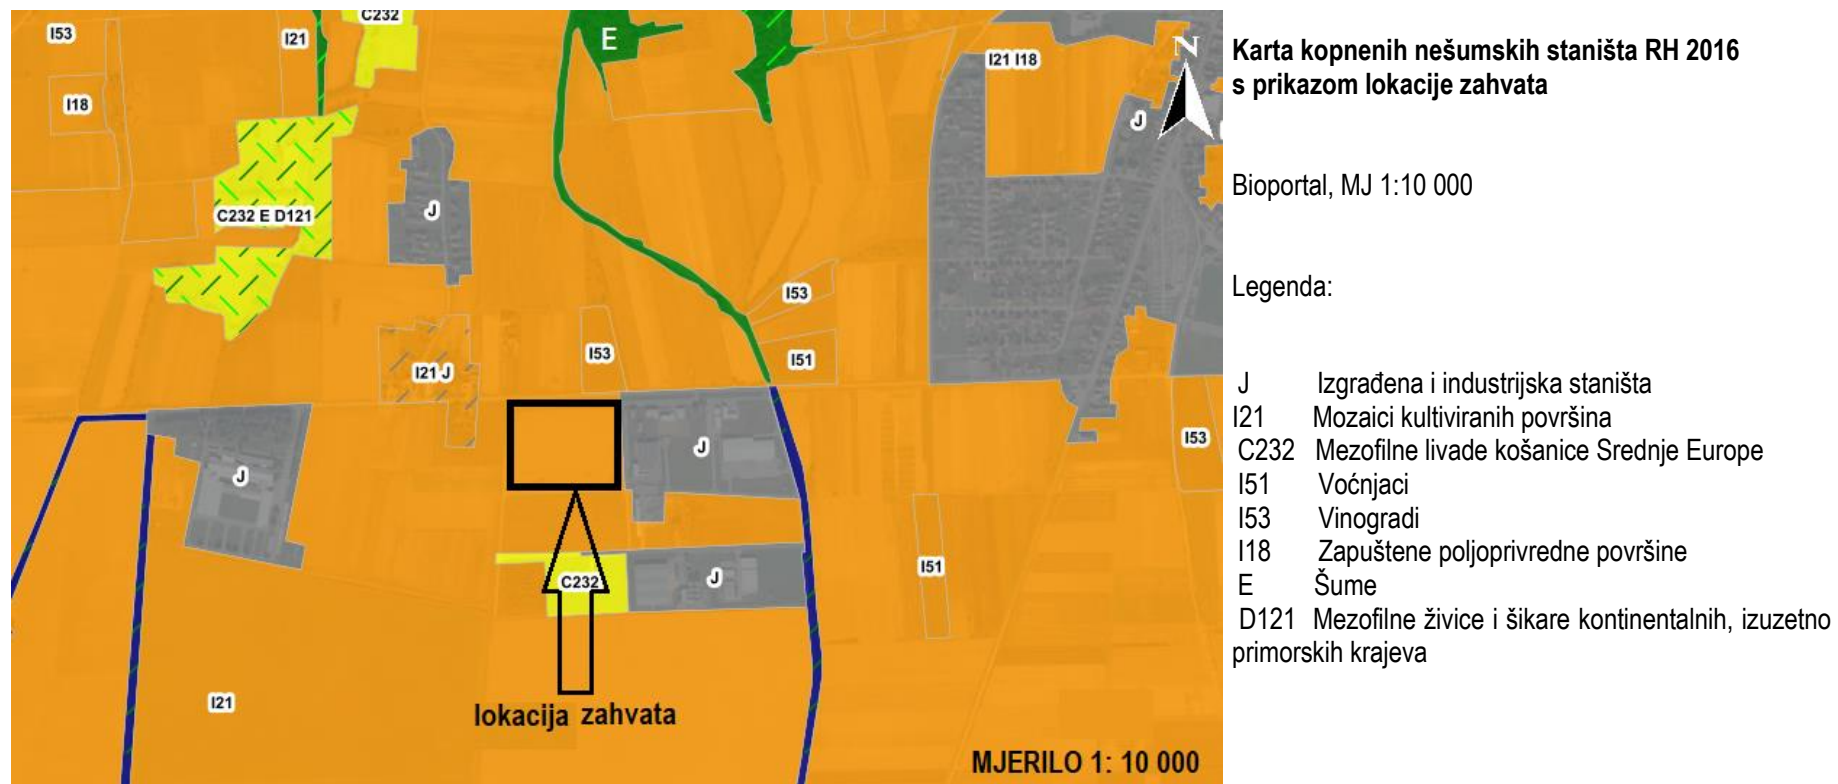 C232
I53
I21
E
I21 I18
N
J
I18
C232 E D121
J
I53
I53
I51
I21 J
I53
J
J
C232
J
I51
I21
lokacija zahvata
MJERILO 1: 10 000
Karta kopnenih nešumskih staništa RH 2016
s prikazom lokacije zahvata
Bioportal, MJ 1:10 000
Legenda:
J Izgrađena i industrijska staništa
I21 Mozaici kultiviranih površina
C232 Mezofilne livade košanice Srednje Europe
I51 Voćnjaci
I53 Vinogradi
I18 Zapuštene poljoprivredne površine
E Šume
D121 Mezofilne živice i šikare kontinentalnih, izuzetno
primorskih krajeva